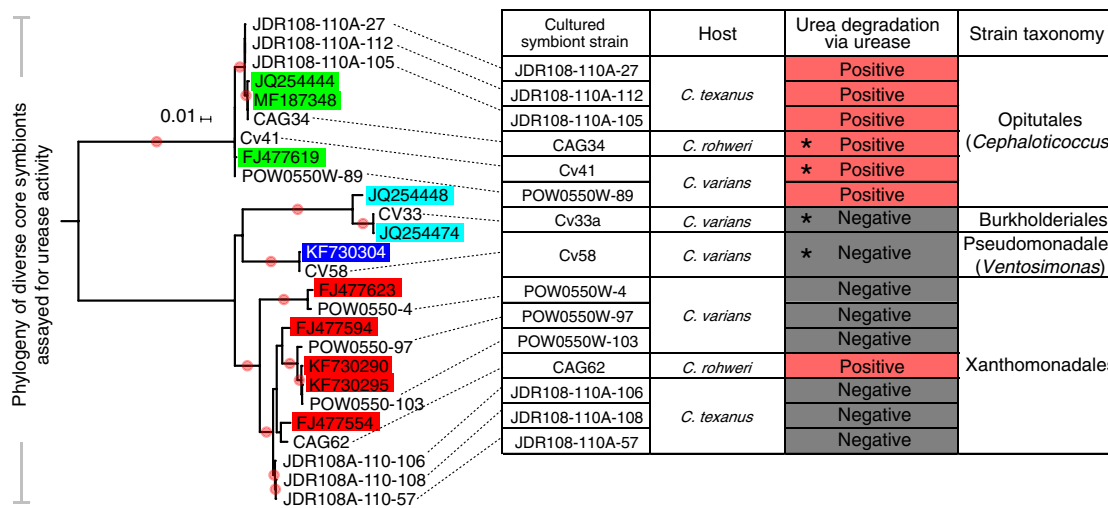 Phylogeny of diverse core symbionts
assayed for urease activity
0.01
JDR108-110A-27
JDR108-110A-112
JDR108-110A-105
JQ254444
MF187348
CAG34
Cv41
FJ477619
POW0550W-89
JQ254448
CV33
JQ254474
KF730304
CV58
FJ477623
POW0550-4
FJ477594
POW0550-97
KF730290
KF730295
POW0550-103
FJ477554
CAG62
JDR108A-110-106
JDR108A-110-108
JDR108A-110-57
Cultured
symbiont strain
Host
Urea degradation
via urease
Strain taxonomy
JDR108-110A-27
Positive
JDR108-110A-112
C. texanus
Positive
JDR108-110A-105
Positive
Opitutales
(Cephaloticoccus
CAG34
C. rohweri
* Positive
Cv41
* Positive
C. varians
POW0550W-89
Positive
Cv33a
C. varians
* Negative
Burkholderiales
Cv58
C. varians
* Negative
Pseudomonadale
(Ventosimonas)
POW0550W-4
Negative
POW0550W-97
C. varians
Negative
POW0550W-103
Negative
CAG62
C. rohweri
Positive
Xanthomonadales
JDR108-110A-106
Negative
JDR108-110A-108
C. texanus
Negative
JDR108-110A-57
Negative